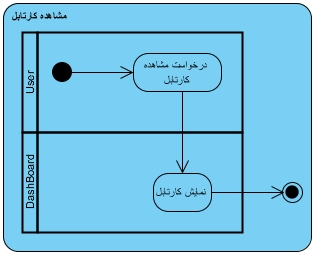 مشاهده کارتابل
User
درخواست مشاهده
کارتابل
DashBoard
نمایش کارتابل